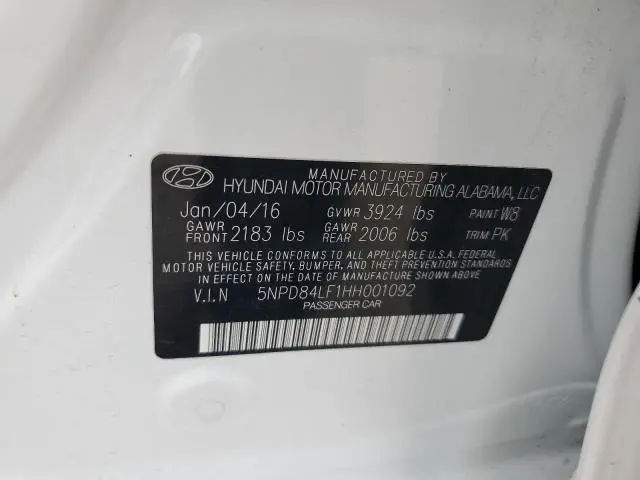 MANUFACTURED BY
HYUNDAI MOTOR MANUFACTURING ALABAMA, LLC
Jan/04/16 GVWR 3924 lbs PAINT W8
GAWR FRONT 2183 lbs GAWR REAR 2006 lbs TRIM PK
THIS VEHICLE CONFORMS TO ALL APPLICABLE U.S.A. FEDERAL
MOTOR VEHICLE SAFETY, BUMPER, AND THEFT PREVENTION STANDARDS
IN EFFECT ON THE DATE OF MANUFACTURE SHOWN ABOVE.
V.I.N 5NPD84LF1HH001092
PASSENGER CAR